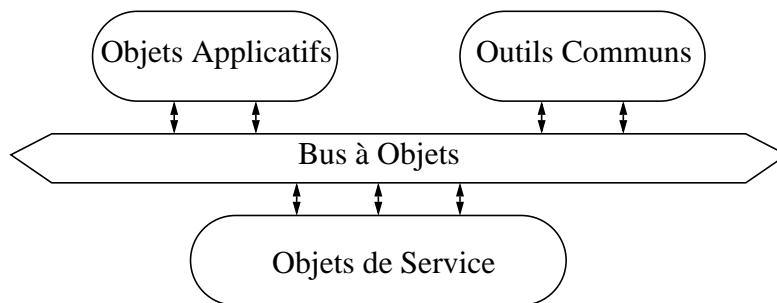 Objets Applicatifs
Outils Communs
Bus à Objets
Objets de Service